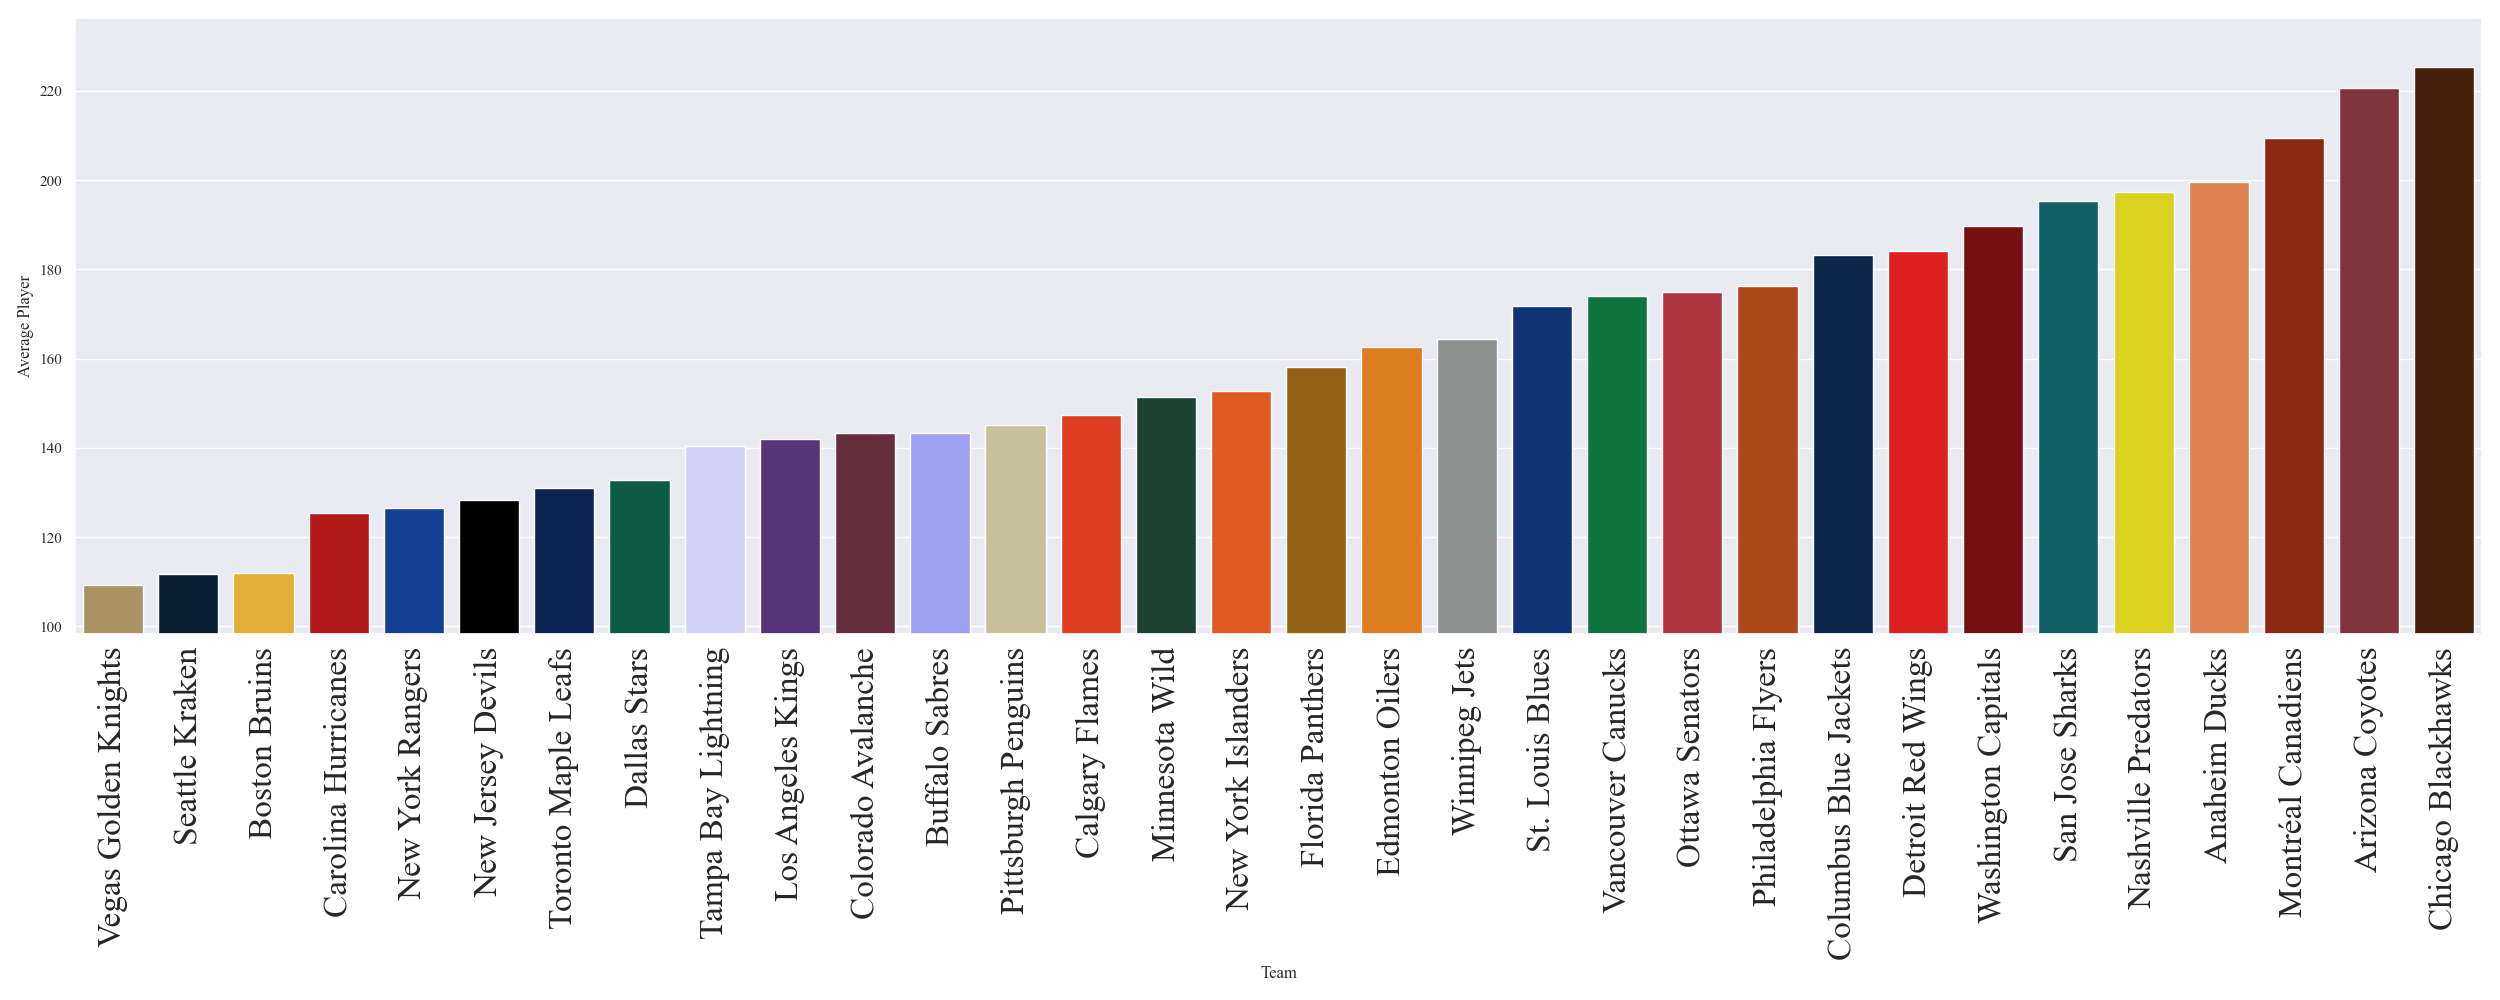 220
200
180
160
140
120
100
Average Player
Vegas Golden Knights
Seattle Kraken
Boston Bruins
Carolina Hurricanes
New York Rangers
New Jersey Devils
Toronto Maple Leafs
Dallas Stars
Tampa Bay Lightning
Los Angeles Kings
Colorado Avalanche
Buffalo Sabres
Pittsburgh Penguins
Calgary Flames
Minnesota Wild
New York Islanders
Florida Panthers
Edmonton Oilers
Winnipeg Jets
St. Louis Blues
Vancouver Canucks
Ottawa Senators
Philadelphia Flyers
Columbus Blue Jackets
Detroit Red Wings
Washington Capitals
San Jose Sharks
Nashville Predators
Anaheim Ducks
Montréal Canadiens
Arizona Coyotes
Chicago Blackhawks
Team